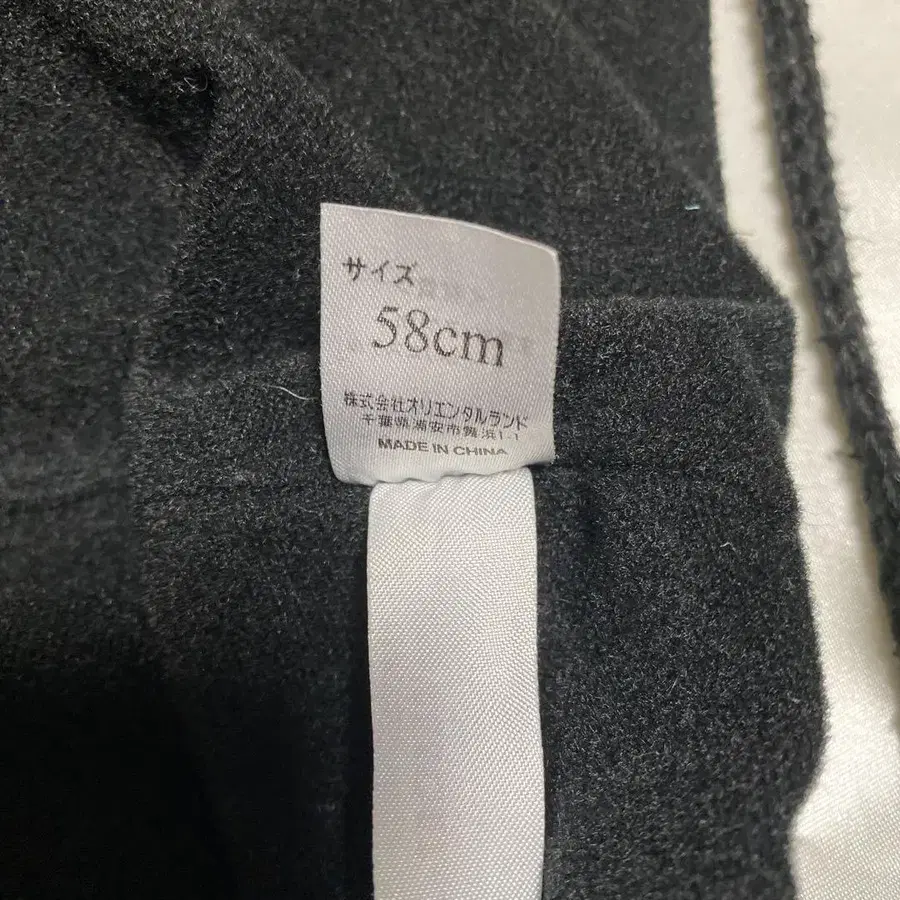 サイズ
58cm
株式会社オリエンタルランド
千葉県浦安市舞浜1-1
MADE IN CHINA